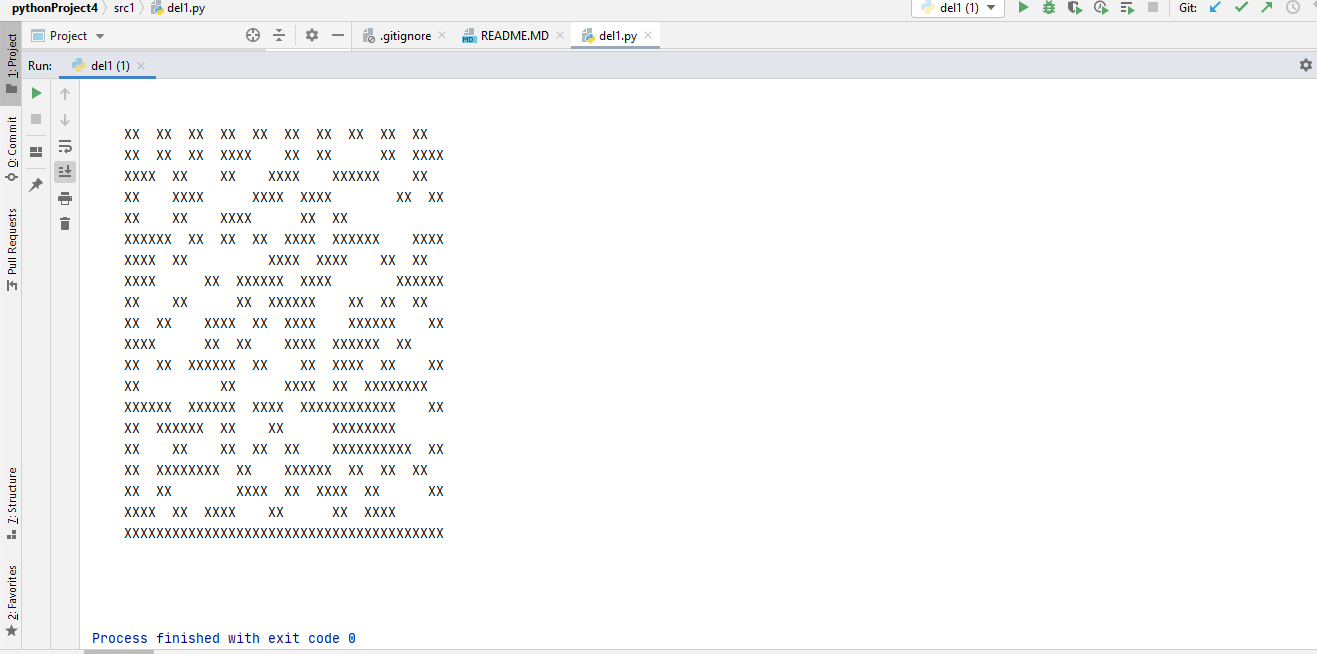 pythonProject4 src1 del1.py del1 (1) Git:
1: Project
Project .gitignore README.MD del1.py
Run: del1 (1)
0: Commit
Pull Requests
7: Structure
2: Favorites
XX  XX  XX  XX  XX  XX  XX  XX  XX  XX
XX  XX  XX  XXXX    XX  XX      XX  XXXX
XXXX  XX    XX    XXXX    XXXXXX    XX
XX    XXXX      XXXX  XXXX        XX  XX
XX    XX    XXXX      XX  XX
XXXXXX  XX  XX  XX  XXXX  XXXXXX    XXXX
XXXX  XX          XXXX  XXXX    XX  XX
XXXX      XX  XXXXXX  XXXX        XXXXXX
XX    XX      XX  XXXXXX    XX  XX  XX
XX  XX    XXXX  XX  XXXX    XXXXXX    XX
XXXX      XX  XX    XXXX  XXXXXX  XX
XX  XX  XXXXXX  XX    XX  XXXX  XX    XX
XX          XX      XXXX  XX  XXXXXXXX
XXXXXX  XXXXXX  XXXX  XXXXXXXXXXXX    XX
XX  XXXXXX  XX    XX      XXXXXXXX
XX    XX    XX  XX  XX    XXXXXXXXXX  XX
XX  XXXXXXXX  XX    XXXXXX  XX  XX  XX
XX  XX        XXXX  XX  XXXX  XX      XX
XXXX  XX  XXXX    XX      XX  XXXX
XXXXXXXXXXXXXXXXXXXXXXXXXXXXXXXXXXXXXXXX
Process finished with exit code 0